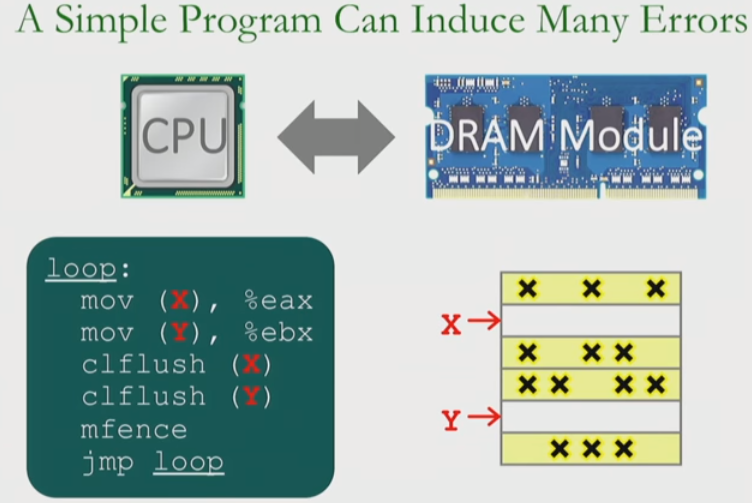 A Simple Program Can Induce Many Errors
CPU
DRAM Module
loop:
mov (X), %eax
mov (Y), %ebx
clflush (X)
clflush (Y)
mfence
jmp loop
X
Y